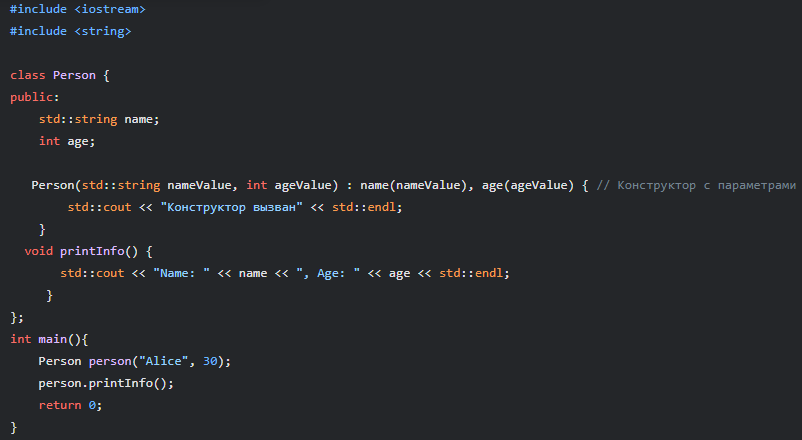 #include <iostream>
#include <string>
class Person {
public:
std::string name;
int age;
Person(std::string nameValue, int ageValue) : name(nameValue), age(ageValue) { // Конструктор с параметрами
std::cout << "Конструктор вызван" << std::endl;
}
void printInfo() {
std::cout << "Name: " << name << ", Age: " << age << std::endl;
}
};
int main(){
Person person("Alice", 30);
person.printInfo();
return 0;
}